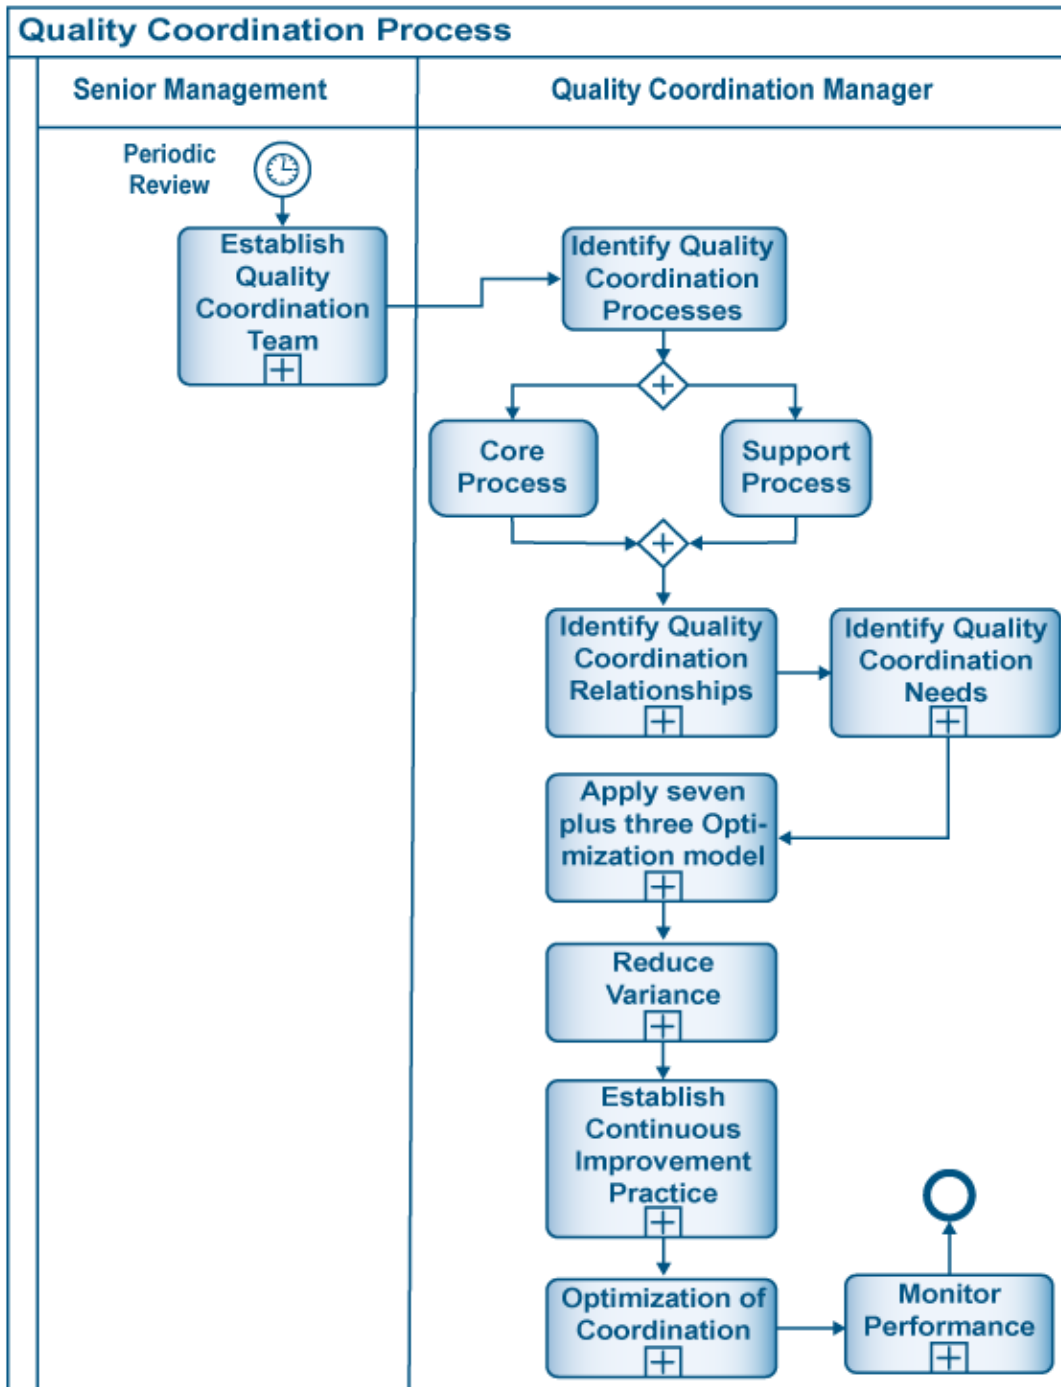 Quality Coordination Process
Senior Management
Quality Coordination Manager
Periodic
Review
Establish
Quality
Coordination
Team
Identify Quality
Coordination
Processes
Core
Process
Support
Process
Identify Quality
Coordination
Relationships
Identify Quality
Coordination
Needs
Apply seven
plus three Opti-
mization model
Reduce
Variance
Establish
Continuous
Improvement
Practice
Optimization of
Coordination
Monitor
Performance